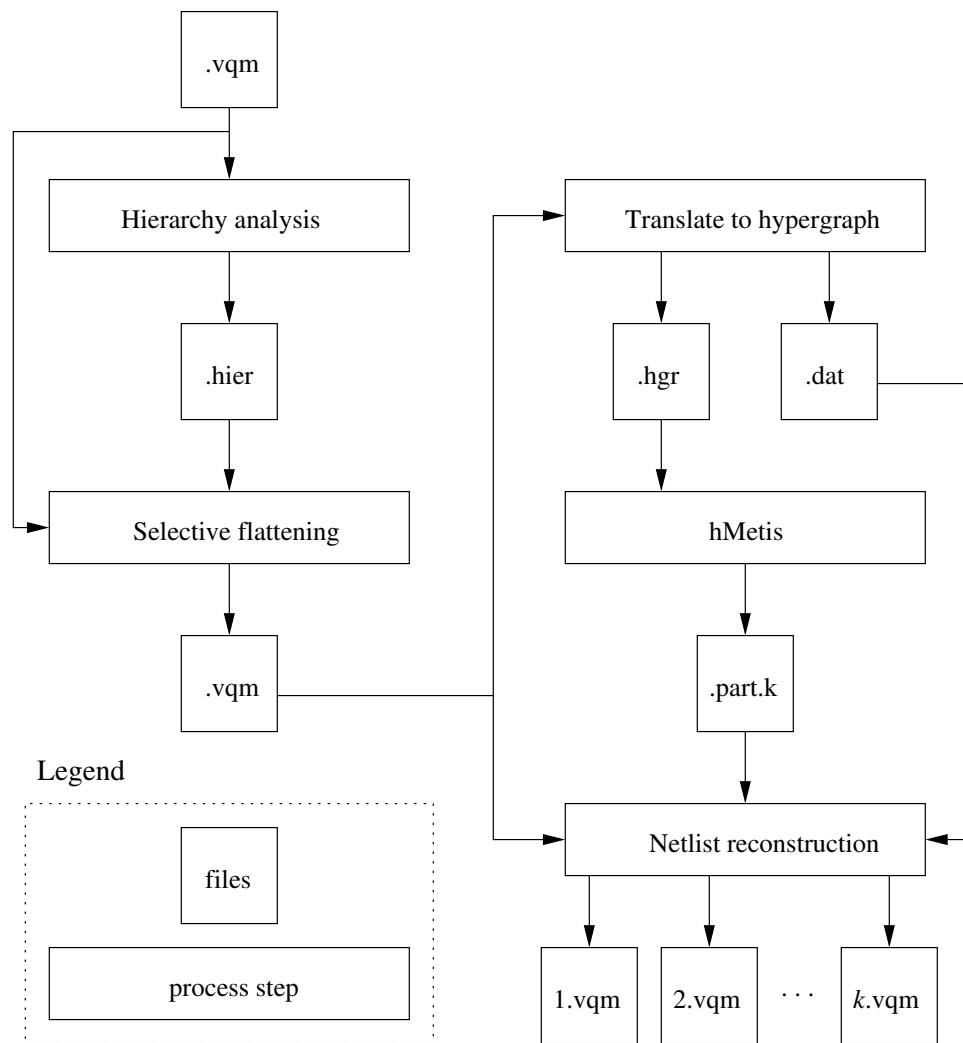 .vqm
Hierarchy analysis
.hier
Selective flattening
.vqm
Translate to hypergraph
.hgr
.dat
hMetis
.part.k
Netlist reconstruction
1.vqm
2.vqm
...
k.vqm
Legend
files
process step